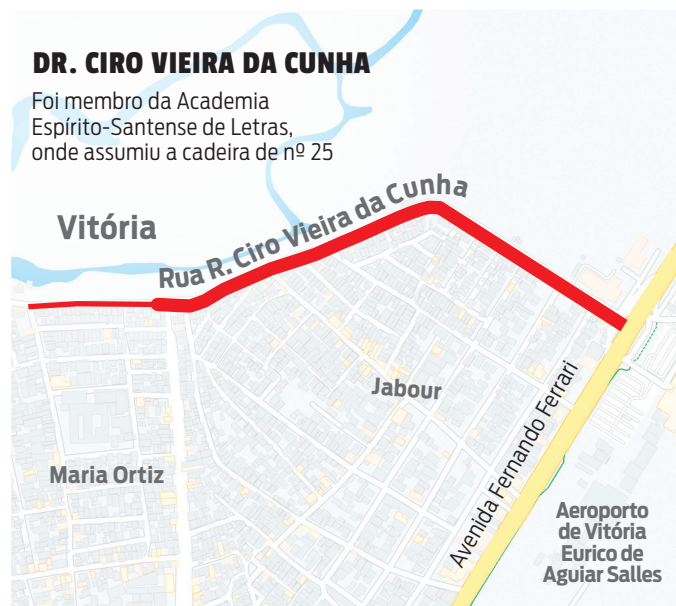 DR. CIRO VIEIRA DA CUNHA
Foi membro da Academia
Espírito-Santense de Letras,
onde assumiu a cadeira de nº 25
Vitória
Rua R. Ciro Vieira da Cunha
Jabour
Maria Ortiz
Avenida Fernando Ferrari
Aeroporto
de Vitória
Eurico de
Aguiar Salles